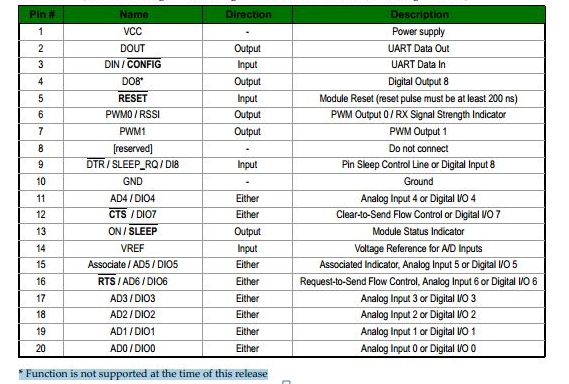 Pin # Name Direction Description
1 VCC - Power supply
2 DOUT Output UART Data Out
3 DIN / CONFIG Input UART Data In
4 DO8* Output Digital Output 8
5 RESET Input Module Reset (reset pulse must be at least 200 ns)
6 PWM0 / RSSI Output PWM Output 0 / RX Signal Strength Indicator
7 PWM1 Output PWM Output 1
8 [reserved] - Do not connect
9 DTR / SLEEP_RQ / DI8 Input Pin Sleep Control Line or Digital Input 8
10 GND - Ground
11 AD4 / DIO4 Either Analog Input 4 or Digital I/O 4
12 CTS / DIO7 Either Clear-to-Send Flow Control or Digital I/O 7
13 ON / SLEEP Output Module Status Indicator
14 VREF Input Voltage Reference for A/D Inputs
15 Associate / AD5 / DIO5 Either Associated Indicator, Analog Input 5 or Digital I/O 5
16 RTS / AD6 / DIO6 Either Request-to-Send Flow Control, Analog Input 6 or Digital I/O 6
17 AD3 / DIO3 Either Analog Input 3 or Digital I/O 3
18 AD2 / DIO2 Either Analog Input 2 or Digital I/O 2
19 AD1 / DIO1 Either Analog Input 1 or Digital I/O 1
20 AD0 / DIO0 Either Analog Input 0 or Digital I/O 0
* Function is not supported at the time of this release